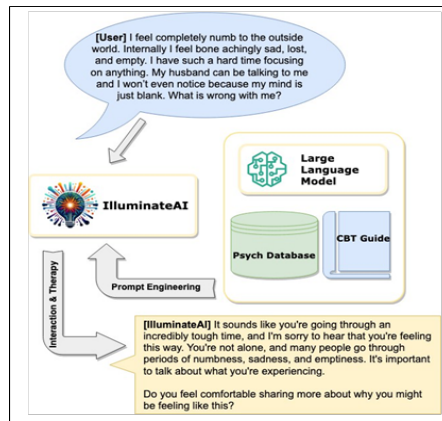 [User] I feel completely numb to the outside
world. Internally I feel bone achingly sad, lost,
and empty. I have such a hard time focusing
on anything. My husband can be talking to me
and I won't even notice because my mind is
just blank. What is wrong with me?
Large
Language
Model
IlluminateAI
Psych Database
CBT Guide
Prompt Engineering
Interaction & Therapy
[IlluminateAI] It sounds like you're going through an
incredibly tough time, and I'm sorry to hear that you're feeling
this way. You're not alone, and many people go through
periods of numbness, sadness, and emptiness. It's important
to talk about what you're experiencing.
Do you feel comfortable sharing more about why you might
be feeling like this?